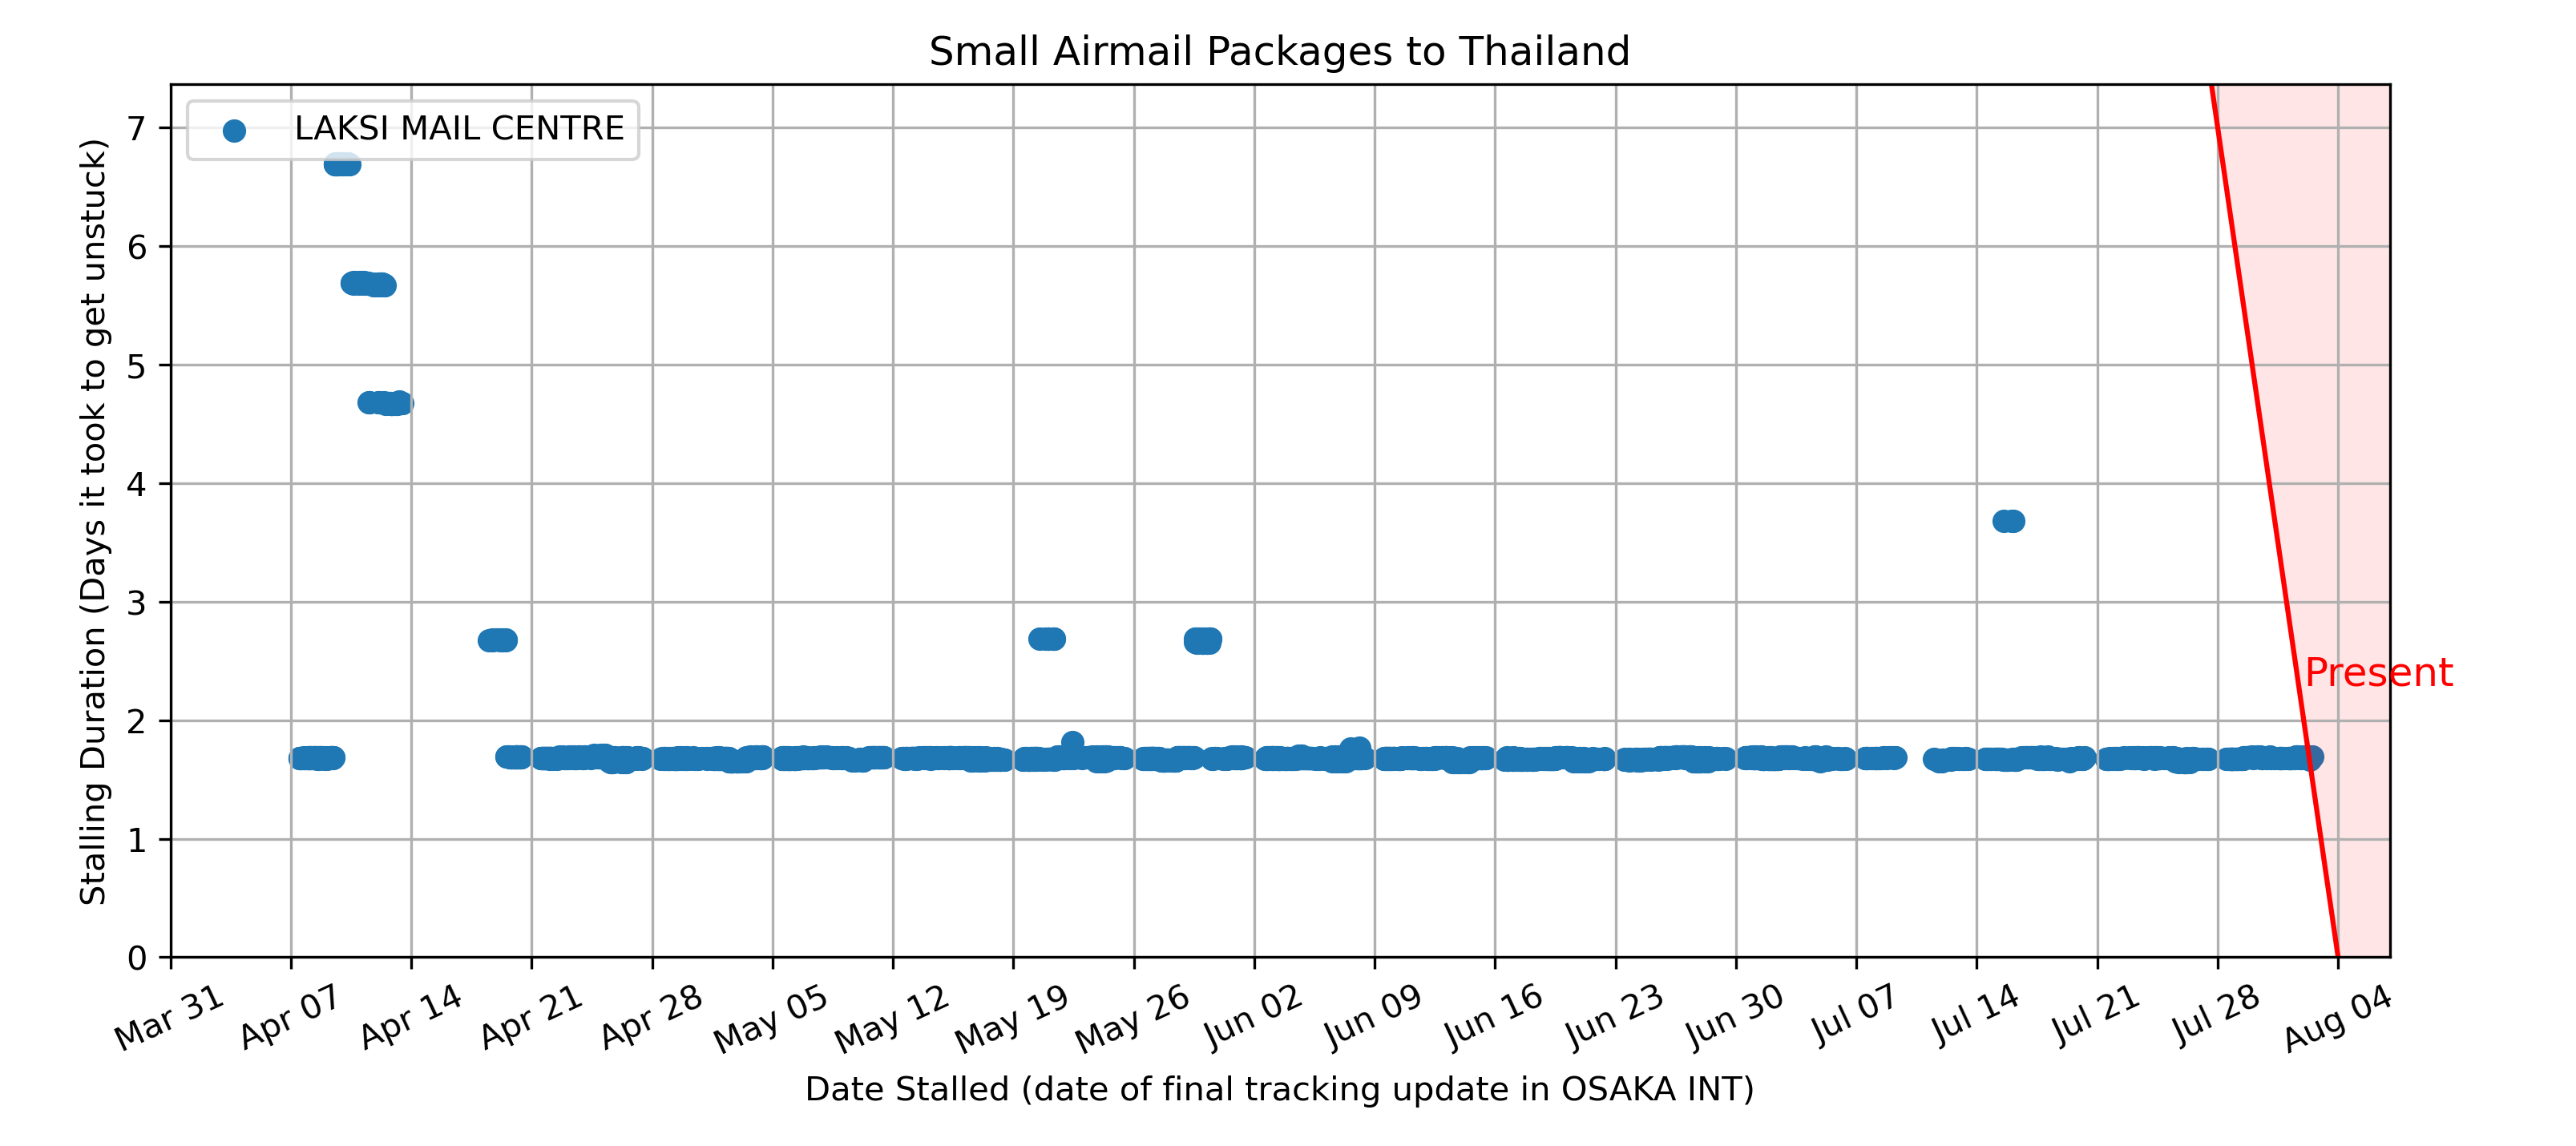 Small Airmail Packages to Thailand
LAKSI MAIL CENTRE
Stalling Duration (Days it took to get unstuck)
7
6
5
4
3
2
1
0
Present
Mar 31
Apr 07
Apr 14
Apr 21
Apr 28
May 05
May 12
May 19
May 26
Jun 02
Jun 09
Jun 16
Jun 23
Jun 30
Jul 07
Jul 14
Jul 21
Jul 28
Aug 04
Date Stalled (date of final tracking update in OSAKA INT)